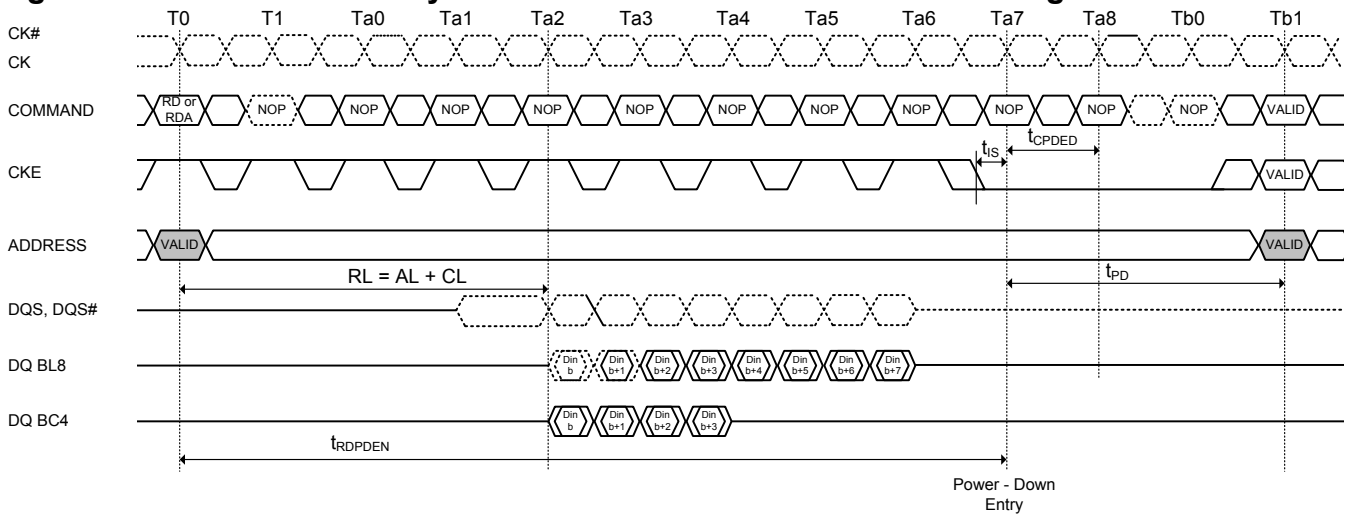 T0 T1 Ta0 Ta1 Ta2 Ta3 Ta4 Ta5 Ta6 Ta7 Ta8 Tb0 Tb1
CK#
CK
COMMAND RD or RDA NOP NOP NOP NOP NOP NOP NOP NOP NOP NOP NOP VALID
tIS tCPDED
CKE VALID
ADDRESS VALID VALID
RL = AL + CL tPD
DQS, DQS#
DQ BL8 Din b Din b+1 Din b+2 Din b+3 Din b+4 Din b+5 Din b+6 Din b+7
DQ BC4 Din b Din b+1 Din b+2 Din b+3
tRDPDEN
Power - Down
Entry